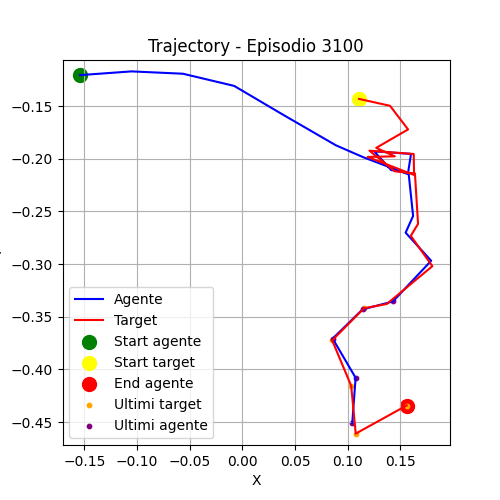 Trajectory - Episodio 3100
−0.15
−0.20
−0.25
−0.30
−0.35
−0.40
−0.45
Agente
Target
Start agente
Start target
End agente
Ultimi target
Ultimi agente
−0.15
−0.10
−0.05
0.00
0.05
0.10
0.15
X